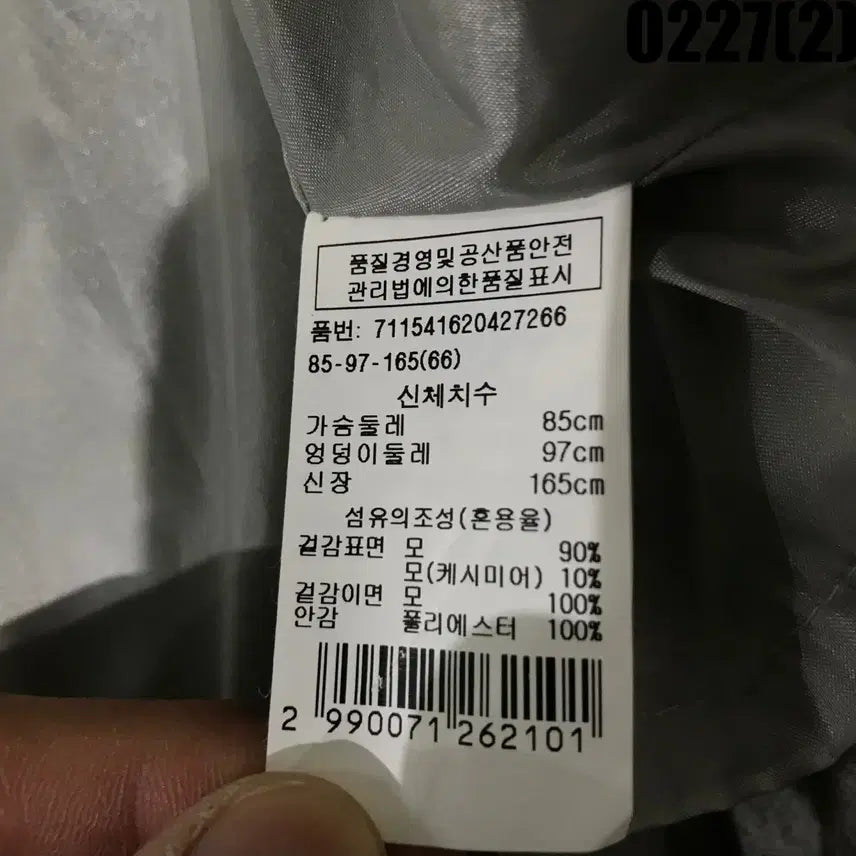 0227(2)
품질경영및공산품안전
관리법에의한품질표시
품번: 711541620427266
85-97-165(66)
신체치수
가슴둘레 85cm
엉덩이둘레 97cm
신장 165cm
섬유의조성(혼용율)
겉감표면 모 90%
모(케시미어) 10%
겉감이면 모 100%
안감 폴리에스터 100%
2 990071 262101